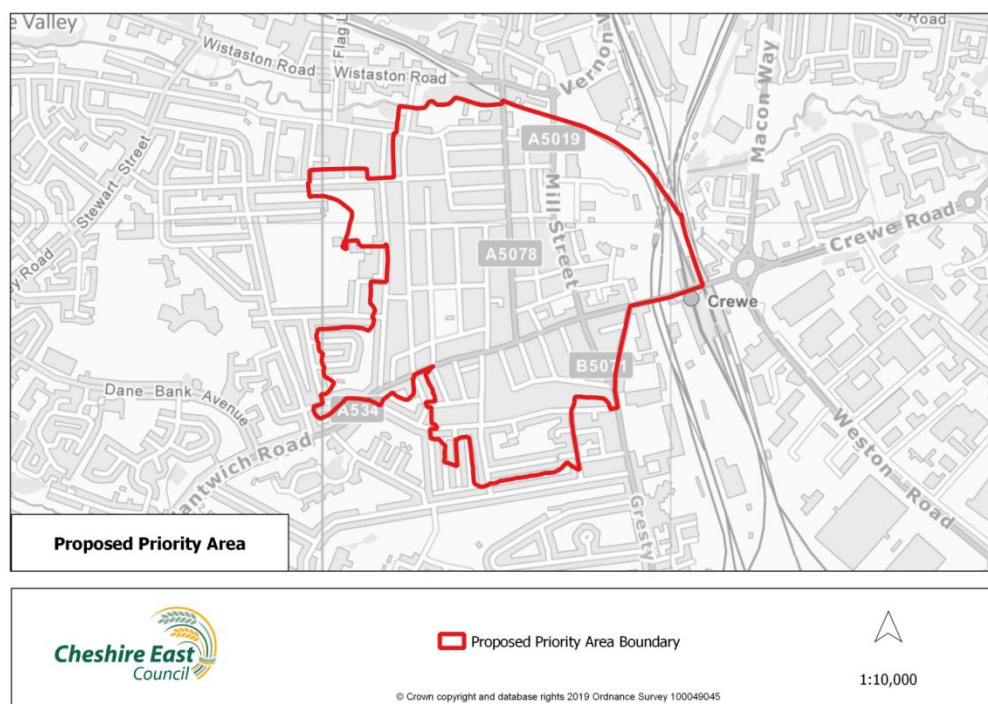 e Valley
Wistaston Road
Wistaston Road
Flag L
Vernon
Road
Macon Way
A5019
Stewart Street
Mill Street
y Road
A5078
Crewe Road
Crewe
B5071
Dane Bank Avenue
A534
antwich Road
Weston Road
Gresty
Proposed Priority Area
Cheshire East
Council
Proposed Priority Area Boundary
1:10,000
© Crown copyright and database rights 2019 Ordnance Survey 100049045